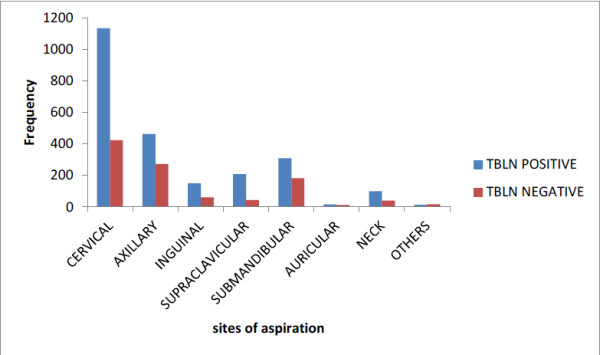 1200
1000
800
600
400
200
0
Frequency
CERVICAL
AXILLARY
INGUINAL
SUPRACLAVICULAR
SUBMANDIBULAR
AURICULAR
NECK
OTHERS
sites of aspiration
TBLN POSITIVE
TBLN NEGATIVE